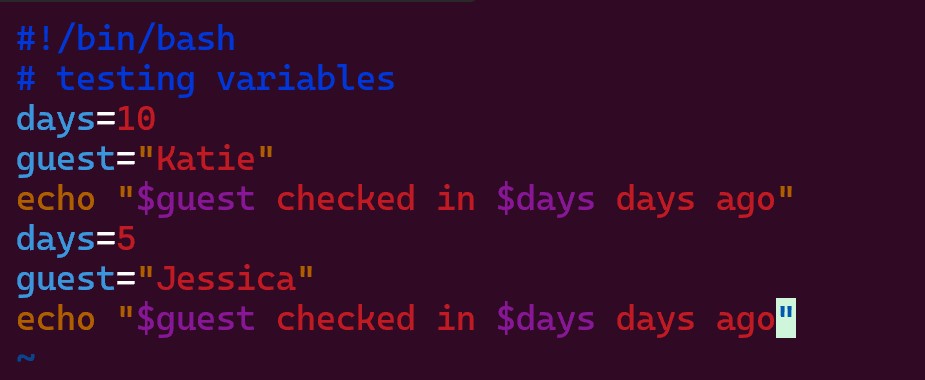 #!/bin/bash
# testing variables
days=10
guest="Katie"
echo "$guest checked in $days days ago"
days=5
guest="Jessica"
echo "$guest checked in $days days ago"
~